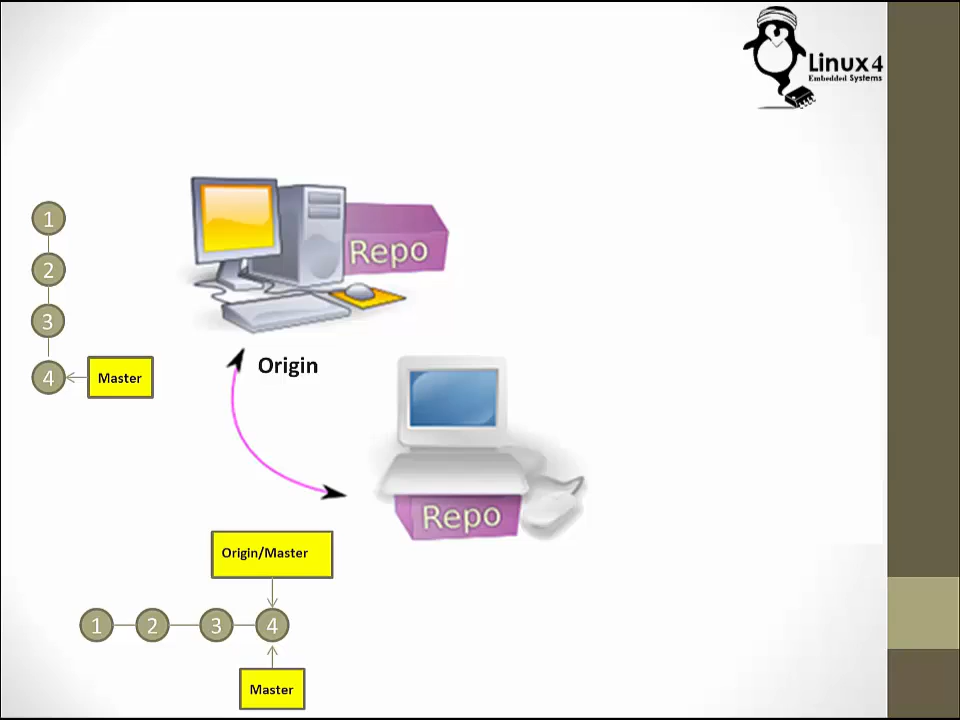 Linux 4
Embedded Systems
1
Repo
2
3
Origin
4
Master
Repo
Origin/Master
1 2 3 4
Master